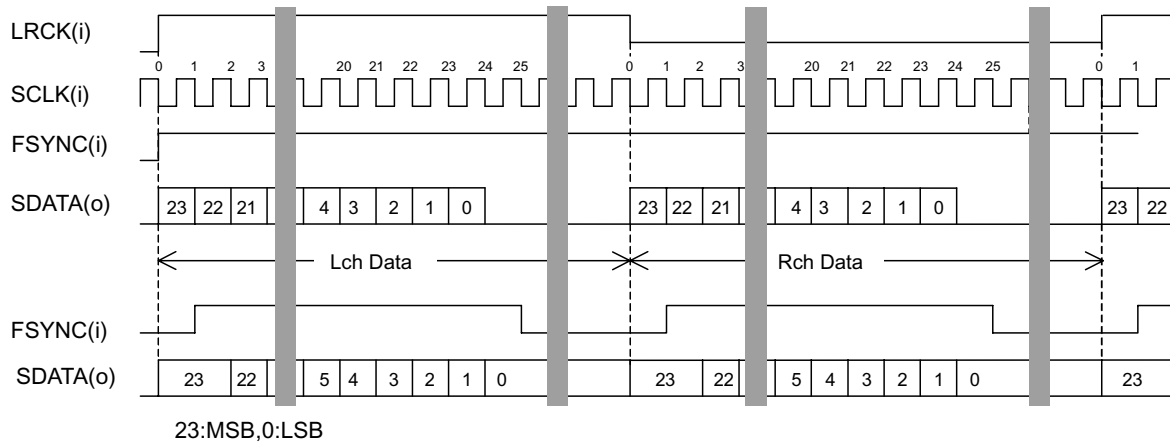 LRCK(i)
0 1 2 3 20 21 22 23 24 25 0 1 2 3 20 21 22 23 24 25 0 1
SCLK(i)
FSYNC(i)
SDATA(o) 23 22 21 4 3 2 1 0 23 22 21 4 3 2 1 0 23 22
Lch Data Rch Data
FSYNC(i)
SDATA(o) 23 22 5 4 3 2 1 0 23 22 5 4 3 2 1 0 23
23:MSB,0:LSB